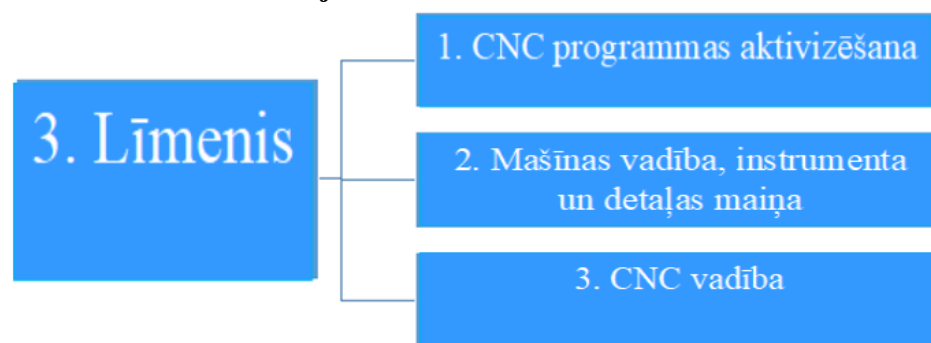 3. Līmenis
1. CNC programmas aktivizēšana
2. Mašīnas vadība, instrumenta
un detaļas maiņa
3. CNC vadība